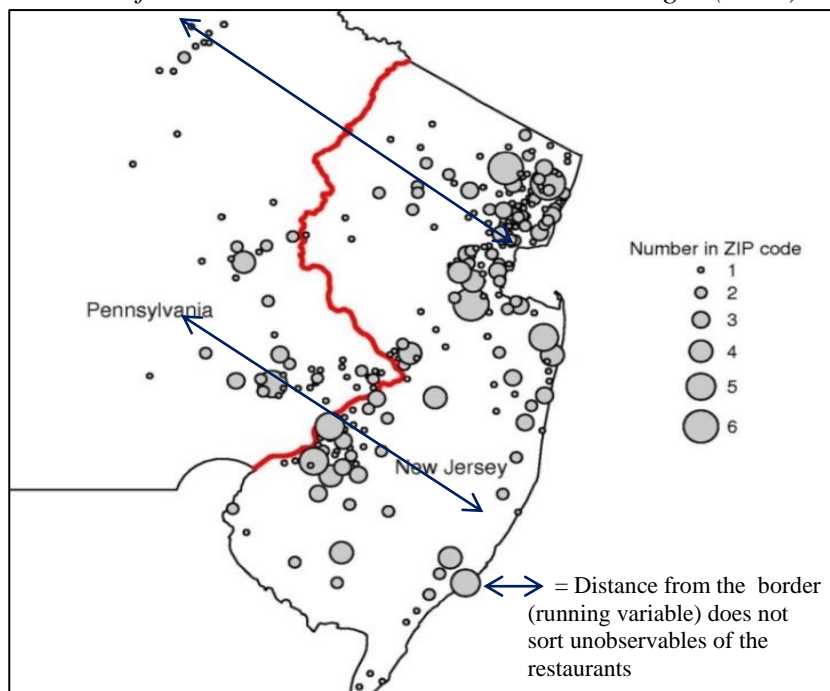 Number in ZIP code
1
2
3
4
5
6
Pennsylvania
New Jersey
= Distance from the border
(running variable) does not
sort unobservables of the
restaurants